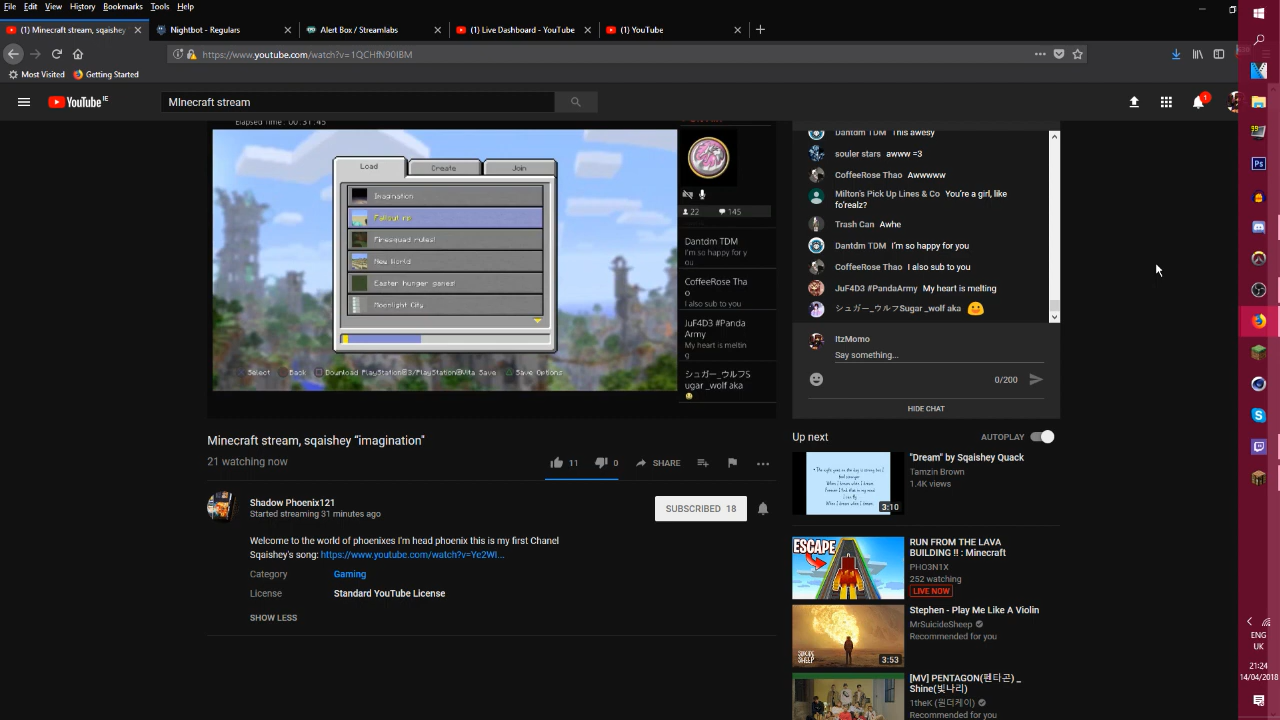 File Edit View History Bookmarks Tools Help
(1) Minecraft stream, sqaishey
Nightbot - Regulars
Alert Box / Streamlabs
(1) Live Dashboard - YouTube
(1) YouTube
https://www.youtube.com/watch?v=1QCHfN90IBM
Most Visited
Getting Started
YouTube IE
MInecraft stream
1
Elapsed Time: 00:31:45
Load
Create
Join
Imagination
Firesquad rules!
New World
Easter hunger games!
Moonlight City
Select
Back
Download PlayStation®3/PlayStation®Vita Save
Save Options
22
145
Dantdm TDM
I'm so happy for y
ou
CoffeeRose Tha
o
I also sub to you
JuF4D3 #Panda
Army
My heart is meltin
g
シュガー_ウルフS
ugar _wolf aka
Dantdm TDM This awesy
souler stars awww =3
CoffeeRose Thao Awwwww
Milton's Pick Up Lines & Co You're a girl, like
fo'realz?
Trash Can Awhe
Dantdm TDM I'm so happy for you
CoffeeRose Thao I also sub to you
JuF4D3 #PandaArmy My heart is melting
シュガー_ウルフSugar _wolf aka
ItzMomo
Say something...
0/200
HIDE CHAT
Minecraft stream, sqaishey "imagination"
21 watching now
11
0
SHARE
Shadow Phoenix121
Started streaming 31 minutes ago
SUBSCRIBED 18
Welcome to the world of phoenixes I'm head phoenix this is my first Chanel
Sqaishey's song: https://www.youtube.com/watch?v=Ye2WI...
Category Gaming
License Standard YouTube License
SHOW LESS
Up next
AUTOPLAY
3:10
"Dream" by Sqaishey Quack
Tamzin Brown
1.4K views
ESCAPE
RUN FROM THE LAVA
BUILDING !! : Minecraft
PHO3N1X
252 watching
LIVE NOW
SUICIDE
SHEEP
3:53
Stephen - Play Me Like A Violin
MrSuicideSheep
Recommended for you
[MV] PENTAGON(펜타곤) _
Shine(빛나리)
1theK (원더케이)
Recommended for you
Ps
ENG
UK
21:24
14/04/2018